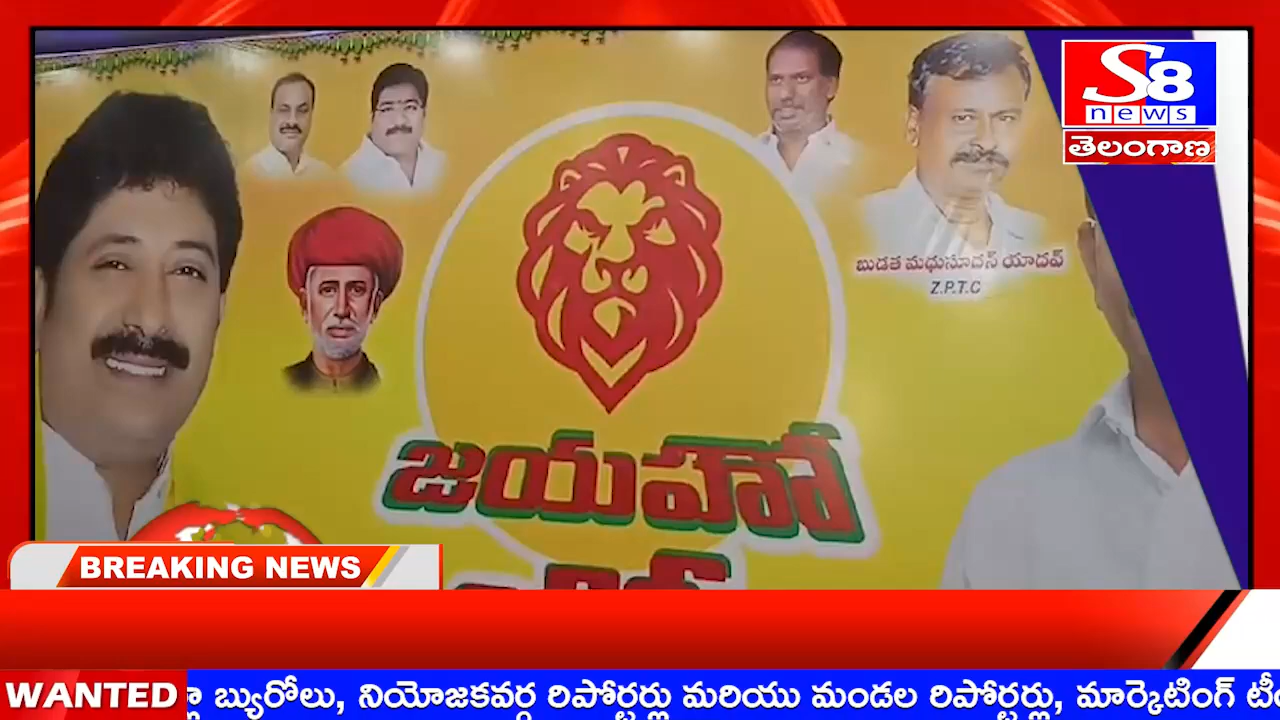 S8
news
తెలంగాణ
బుడత మధుసూదన్ యాదవ్
Z.P.T.C
జయహో
BREAKING NEWS
WANTED
బ్యురోలు, నియోజకవర్గ రిపోర్టర్లు మరియు మండల రిపోర్టర్లు, మార్కెటింగ్